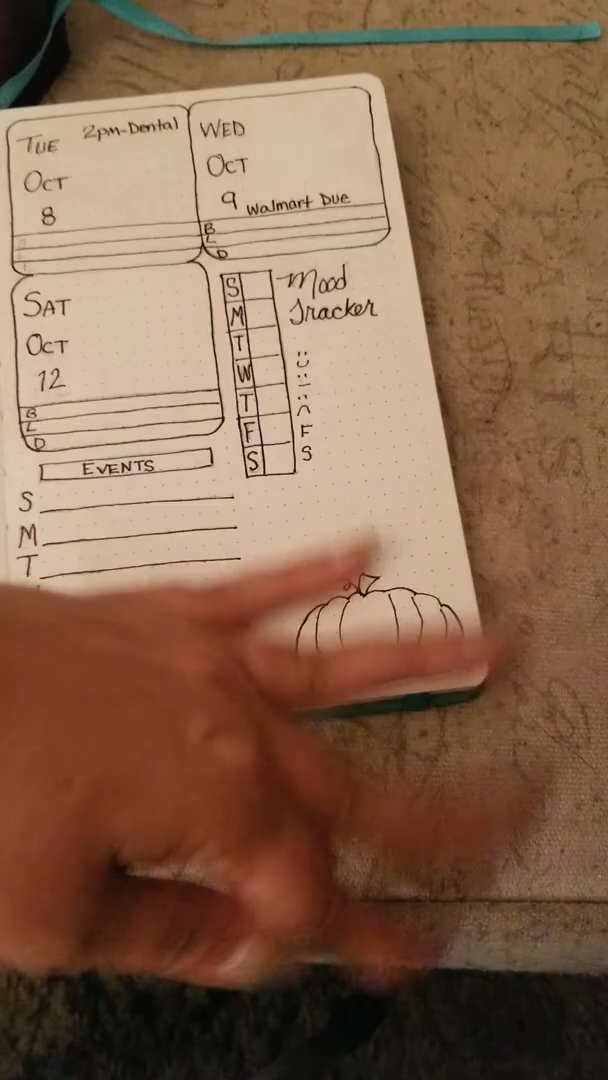 TUE 2pm-Dental
OCT
8
WED
OCT
9 Walmart Due
B
L
D
SAT
OCT
12
B
L
D
Mood
Tracker
S
M
T
W
T
F
S
F
S
EVENTS
S
M
T